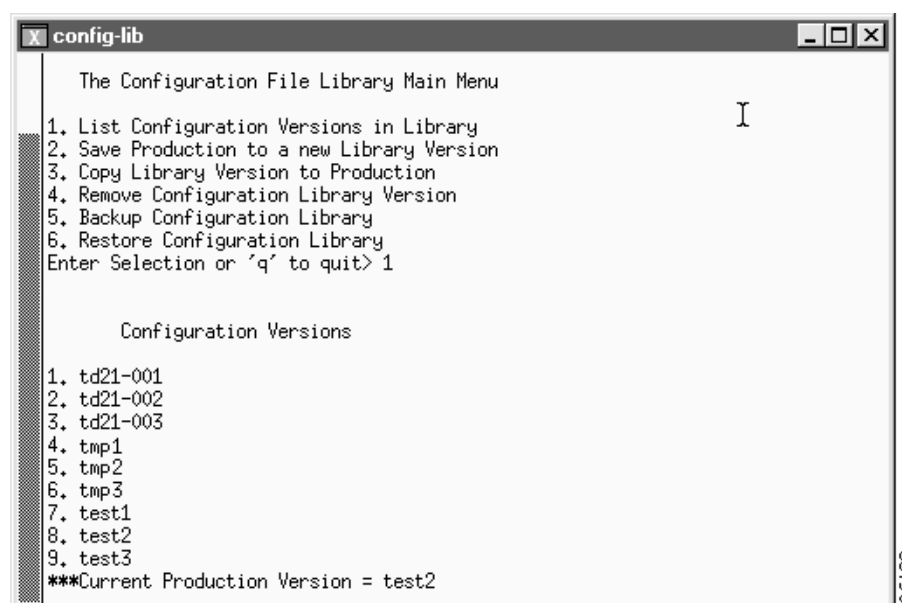 X config-lib
The Configuration File Library Main Menu
1. List Configuration Versions in Library
2. Save Production to a new Library Version
3. Copy Library Version to Production
4. Remove Configuration Library Version
5. Backup Configuration Library
6. Restore Configuration Library
Enter Selection or 'q' to quit> 1
Configuration Versions
1. td21-001
2. td21-002
3. td21-003
4. tmp1
5. tmp2
6. tmp3
7. test1
8. test2
9. test3
***Current Production Version = test2